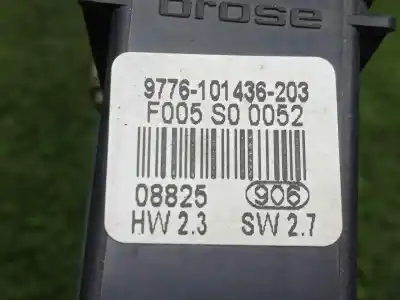 brose
9776-101436-203
F005 S0 0052
08825 906
HW 2.3 SW 2.7